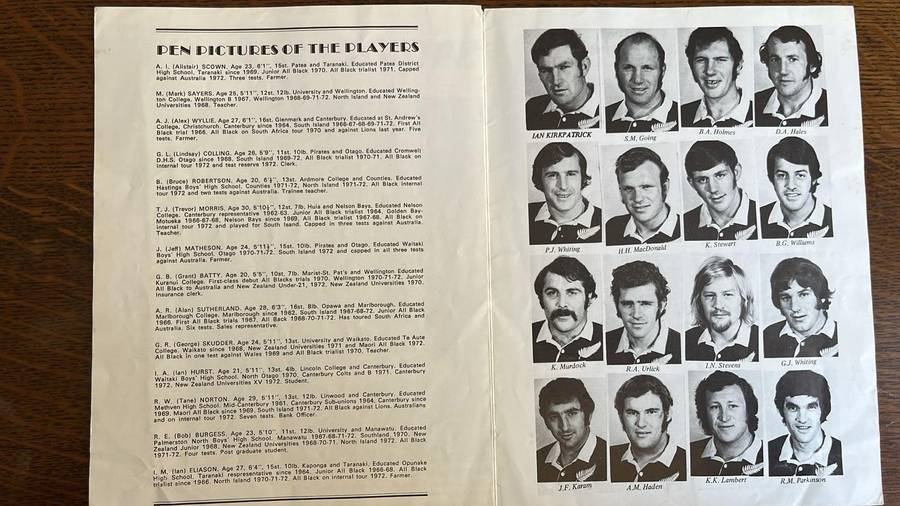 PEN PICTURES OF THE PLAYERS
A. I. (Alistair) SCOWN. Age 23, 6'1", 15st. Patea and Taranaki. Educated Patea District
High School. Taranaki since 1969. Junior All Black 1970. All Black trialist 1971. Capped
against Australia 1972. Three tests. Farmer.
M. (Mark) SAYERS. Age 25, 5'11", 12st. 12lb. University and Wellington. Educated Welling-
ton College. Wellington B 1967. Wellington 1968-69-71-72. North Island and New Zealand
Universities 1968. Teacher.
A. J. (Alex) WYLLIE. Age 27, 6'1", 16st. Glenmark and Canterbury. Educated at St. Andrew's
College, Christchurch. Canterbury since 1964. South Island 1966-67-68-69-71-72. First All
Black trial 1966. All Black on South Africa tour 1970 and against Lions last year. Five
tests. Farmer.
G. L. (Lindsay) COLLING. Age 26, 5'9", 11st. 10lb. Pirates and Otago. Educated Cromwell
D.H.S. Otago since 1968. South Island 1969-72. All Black trialist 1970-71. All Black on
internal tour 1972 and test reserve 1972. Clerk.
B. (Bruce) ROBERTSON. Age 20, 6'½", 13st. Ardmore College and Counties. Educated
Hastings Boys' High School. Counties 1971-72, North Island 1971-72. All Black internal
tour 1972 and two tests against Australia. Trainee teacher.
T. J. (Trevor) MORRIS. Age 30, 5'10½", 12st. 7lb. Huia and Nelson Bays. Educated Nelson
College. Canterbury representative 1962-63. Junior All Black trialist 1964. Golden Bay-
Motueka 1966-67-68, Nelson Bays since 1969. All Black trialist 1967-68. All Black on
internal tour 1972 and played for South Island. Capped in three tests against Australia.
Teacher.
J. (Jeff) MATHESON. Age 24, 5'11½", 15st. 10lb. Pirates and Otago. Educated Waitaki
Boys' High School. Otago 1970-71-72. South Island 1972 and capped in all three tests
against Australia. Farmer.
G. B. (Grant) BATTY. Age 20, 5'5", 10st. 7lb. Marist-St. Pat's and Wellington Educated
Kuranui College. First-class debut All Blacks trials 1970. Wellington 1970-71-72, Junior
All Black to Australia and New Zealand Under-21, 1972. New Zealand Universities 1970.
Insurance clerk.
A. R. (Alan) SUTHERLAND. Age 28, 6'3", 16st. 8lb. Opawa and Marlborough. Educated
Marlborough College. Marlborough since 1962. South Island 1967-68-72. Junior All Black
1966. First All Black trials 1967. All Back 1968-70-71-72. Has toured South Africa and
Australia. Six tests. Sales representative.
G. R. (George) SKUDDER. Age 24, 5'11", 13st. University and Waikato. Educated Te Aute
College. Waikato since 1968, New Zealand Universities 1971 and Maori All Black 1972.
All Black in one test against Wales 1969 and All Black trialist 1970. Teacher.
I. A. (Ian) HURST. Age 21, 5'11", 13st. 4lb. Lincoln College and Canterbury. Educated
Waitaki Boys' High School. North Otago 1970. Canterbury Colts and B 1971. Canterbury
1972. New Zealand Universities XV 1972. Student.
R. W. (Tane) NORTON. Age 29, 5'11", 13st. 12lb. Linwood and Canterbury. Educated
Methven High School. Mid-Canterbury 1961. Canterbury Sub-unions 1964, Canterbury since
1969. Maori All Black since 1969. South Island 1971-72. All Black against Lions. Australians
and on internal tour 1972. Seven tests. Bank Officer.
R. E. (Bob) BURGESS. Age 23, 5'10", 11st. 12lb. University and Manawatu. Educated
Palmerston North Boys' High School. Manawatu 1967-68-71-72. Southland 1970. New
Zealand Junior 1968, New Zealand Universities 1968-70-71. North Island 1972. All Black
1971-72. Four tests. Post graduate student.
I. M. (Ian) ELIASON. Age 27, 6'4", 15st. 10lb. Kaponga and Taranaki. Educated Opunake
High School. Taranaki respresentative since 1964. Junior All Black 1966-68. All Black
trialist since 1966. North Island 1970-71-72. All Black on internal tour 1972. Farmer.
IAN KIRKPATRICK
S.M. Going
B.A. Holmes
D.A. Hales
P.J. Whiting
H.H. MacDonald
K. Stewart
B.G. Williams
K. Murdock
R.A. Urlick
I.N. Stevens
G.J. Whiting
J.F. Karam
A.M. Haden
K.K. Lambert
R.M. Parkinson